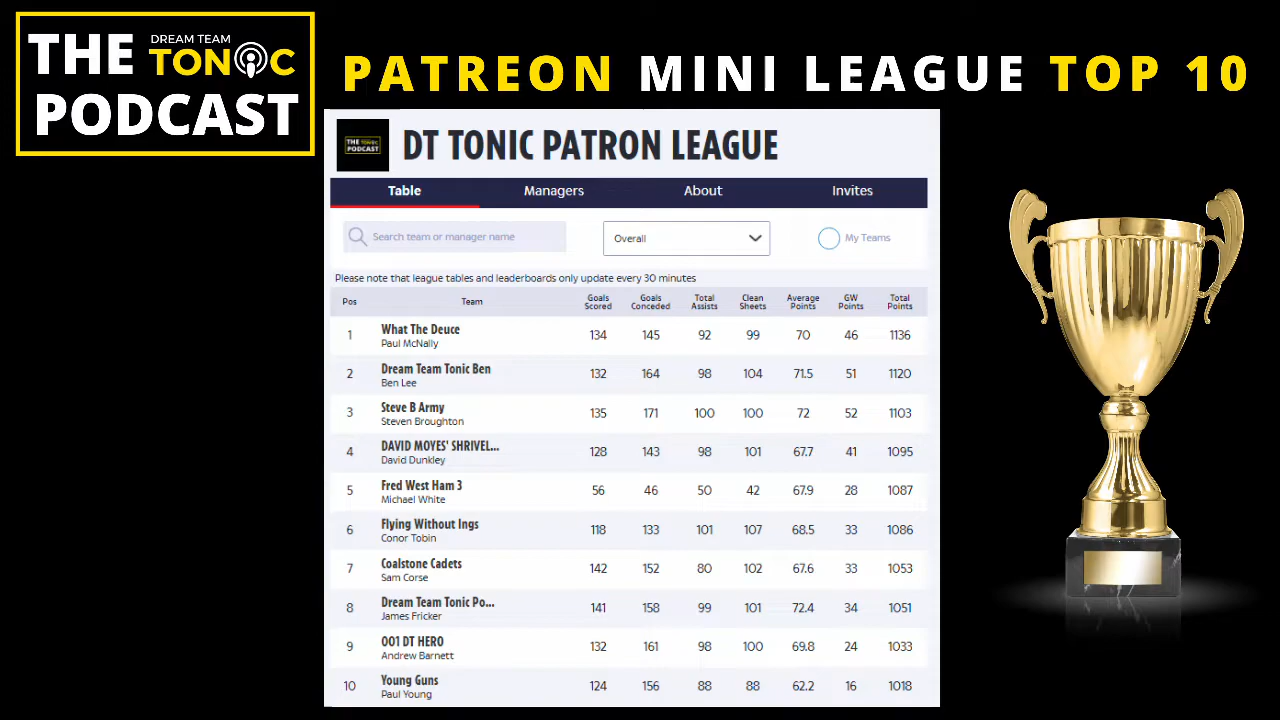 THE DREAM TEAM TONIC
PODCAST
PATREON MINI LEAGUE TOP 10
THE TONIC
PODCAST
DT TONIC PATRON LEAGUE
Table Managers About Invites
Search team or manager name Overall My Teams
Please note that league tables and leaderboards only update every 30 minutes
Pos Team Goals Scored Goals Conceded Total Assists Clean Sheets Average Points GW Points Total Points
1 What The Deuce 134 145 92 99 70 46 1136
Paul McNally
2 Dream Team Tonic Ben 132 164 98 104 71.5 51 1120
Ben Lee
3 Steve B Army 135 171 100 100 72 52 1103
Steven Broughton
4 DAVID MOYES' SHRIVEL... 128 143 98 101 67.7 41 1095
David Dunkley
5 Fred West Ham 3 56 46 50 42 67.9 28 1087
Michael White
6 Flying Without Ings 118 133 101 107 68.5 33 1086
Conor Tobin
7 Coalstone Cadets 142 152 80 102 67.6 33 1053
Sam Corse
8 Dream Team Tonic Po... 141 158 99 101 72.4 34 1051
James Fricker
9 001 DT HERO 132 161 98 100 69.8 24 1033
Andrew Barnett
10 Young Guns 124 156 88 88 62.2 16 1018
Paul Young